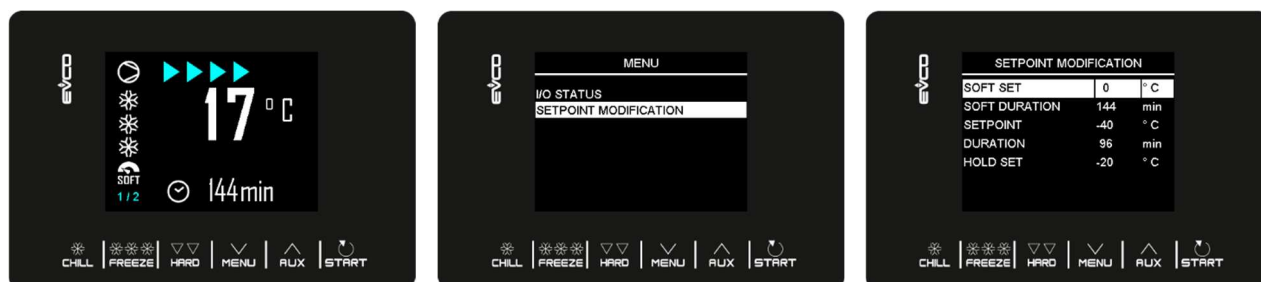 evco
17 °C
SOFT
1 / 2
144min
CHILL FREEZE HARD MENU AUX START
evco
MENU
I/O STATUS
SETPOINT MODIFICATION
CHILL FREEZE HARD MENU AUX START
evco
SETPOINT MODIFICATION
SOFT SET 0 ° C
SOFT DURATION 144 min
SETPOINT -40 ° C
DURATION 96 min
HOLD SET -20 ° C
CHILL FREEZE HARD MENU AUX START